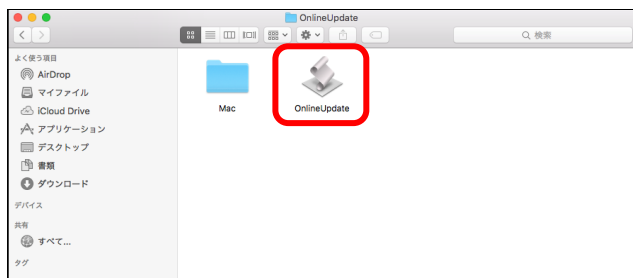 OnlineUpdate
検索
よく使う項目
AirDrop
マイファイル
iCloud Drive
アプリケーション
デスクトップ
書類
ダウンロード
デバイス
共有
すべて...
タグ
Mac
OnlineUpdate